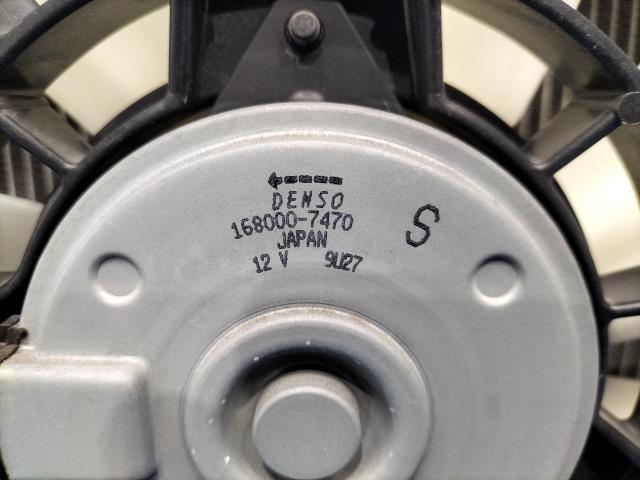 DENSO
168000-7470
JAPAN
12 V 9U27
S